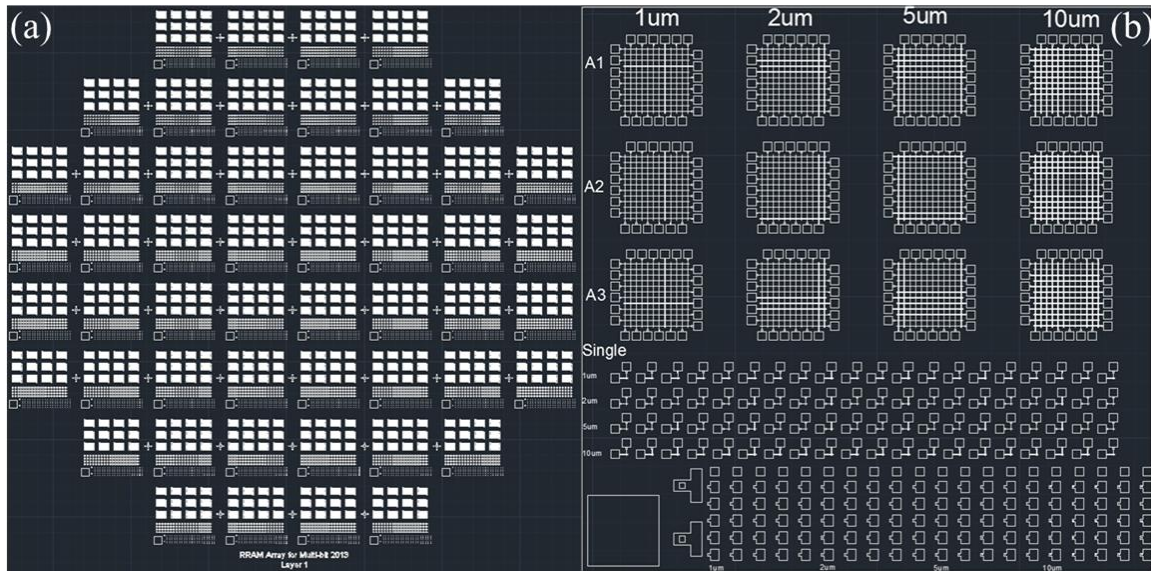 (a)
RRAM Array for Multi-bit 2013
Layer 1
1um 2um 5um 10um
(b)
A1
A2
A3
Single
1um
2um
5um
10um
1um 2um 5um 10um